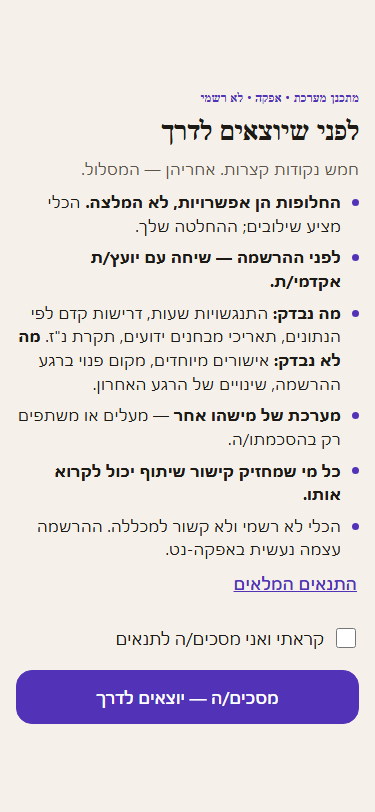 מתכנן מערכת • אפקה • לא רשמי
לפני שיוצאים לדרך
חמש נקודות קצרות. אחריהן — המסלול.
החלופות הן אפשרויות, לא המלצה. הכלי
מציע שילובים; ההחלטה שלך.
לפני ההרשמה — שיחה עם יועץ/ת
אקדמי/ת.
מה נבדק: התנגשויות שעות, דרישות קדם לפי
הנתונים, תאריכי מבחנים ידועים, תקרת נ"ז. מה
לא נבדק: אישורים מיוחדים, מקום פנוי ברגע
ההרשמה, שינויים של הרגע האחרון.
מערכת של מישהו אחר — מעלים או משתפים
רק בהסכמתו/ה.
כל מי שמחזיק קישור שיתוף יכול לקרוא
אותו.
הכלי לא רשמי ולא קשור למכללה. ההרשמה
עצמה נעשית באפקה-נט.
התנאים המלאים
קראתי ואני מסכים/ה לתנאים
מסכים/ה — יוצאים לדרך